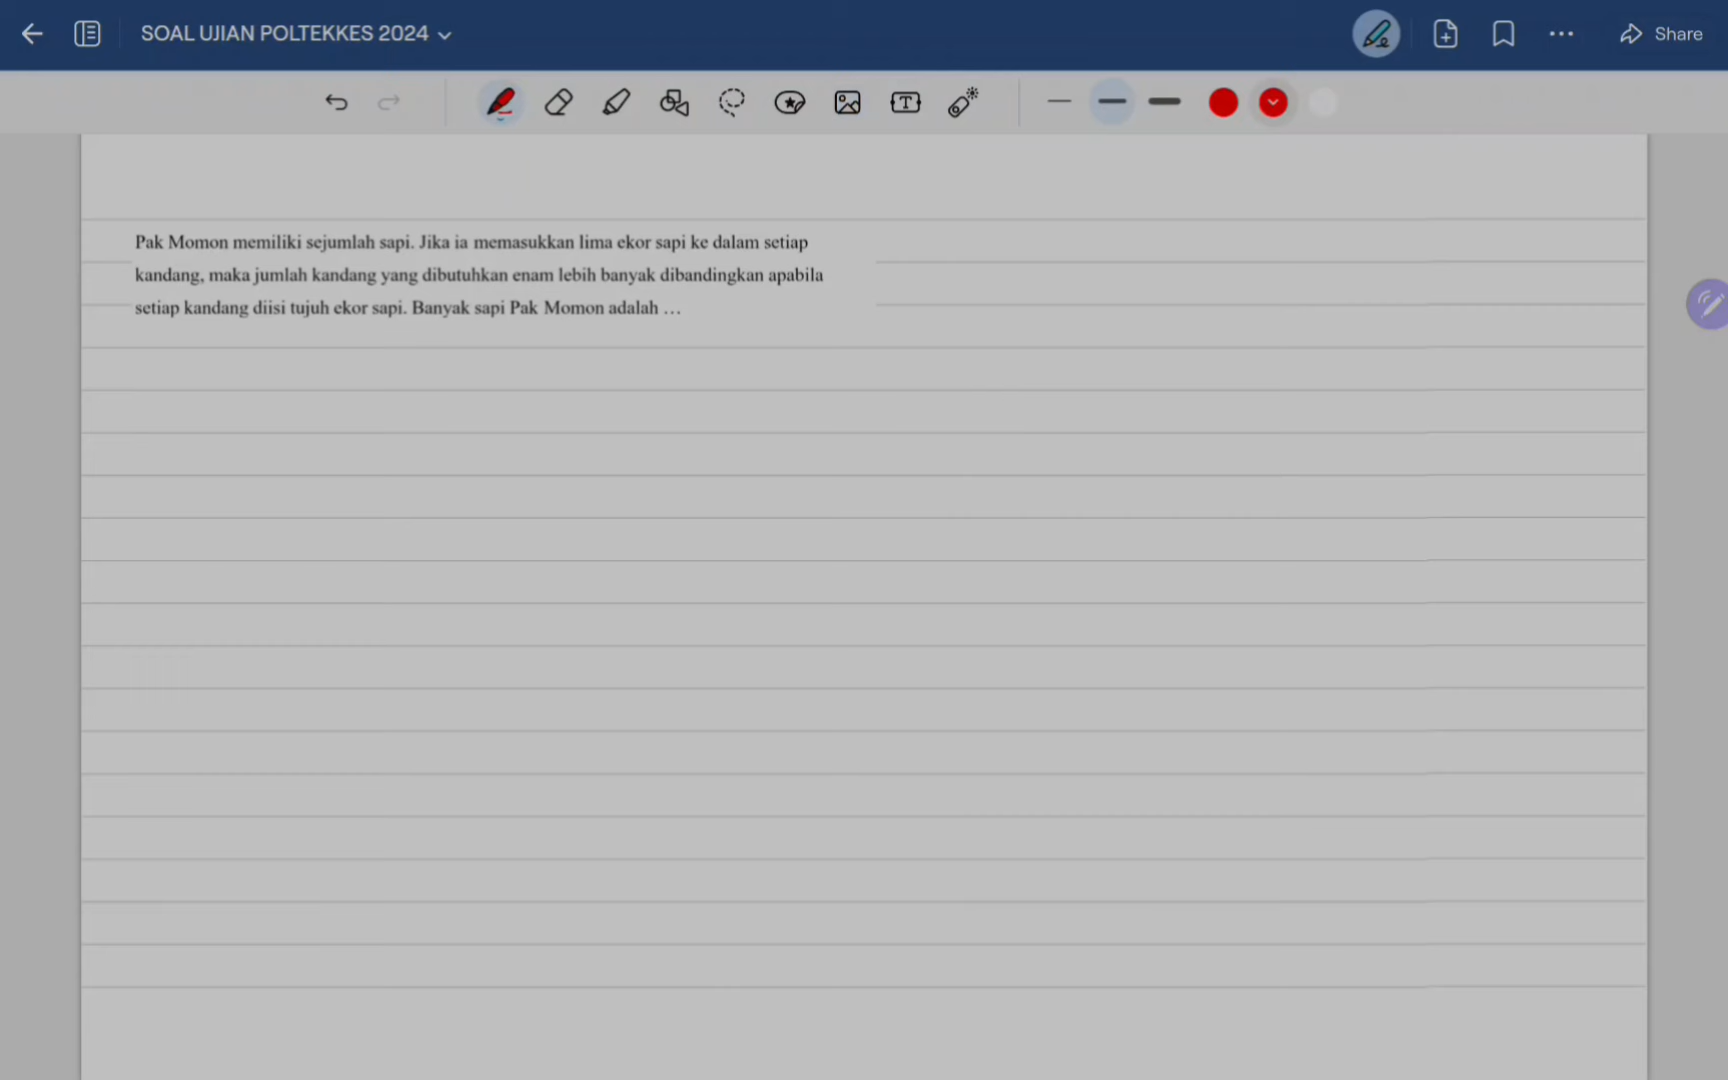 SOAL UJIAN POLTEKKES 2024
Share
Pak Momon memiliki sejumlah sapi. Jika ia memasukkan lima ekor sapi ke dalam setiap
kandang, maka jumlah kandang yang dibutuhkan enam lebih banyak dibandingkan apabila
setiap kandang diisi tujuh ekor sapi. Banyak sapi Pak Momon adalah …